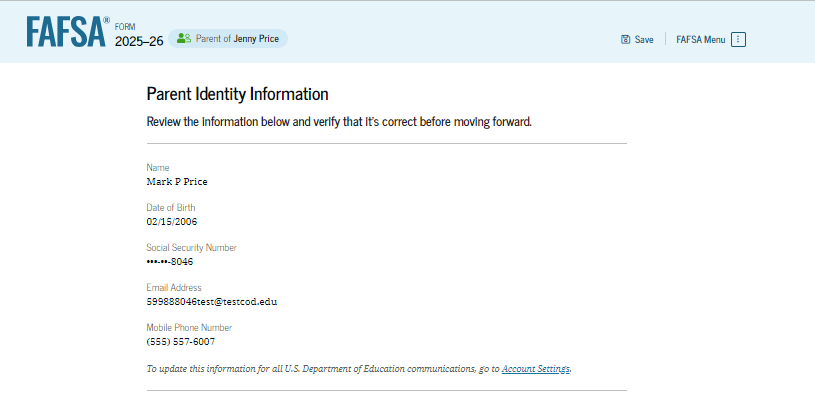 FAFSA® FORM
2025–26
Parent of Jenny Price
Save
FAFSA Menu
Parent Identity Information
Review the information below and verify that it's correct before moving forward.
Name
Mark P Price
Date of Birth
02/15/2006
Social Security Number
•••-••-8046
Email Address
599888046test@testcod.edu
Mobile Phone Number
(555) 557-6007
To update this information for all U.S. Department of Education communications, go to Account Settings.